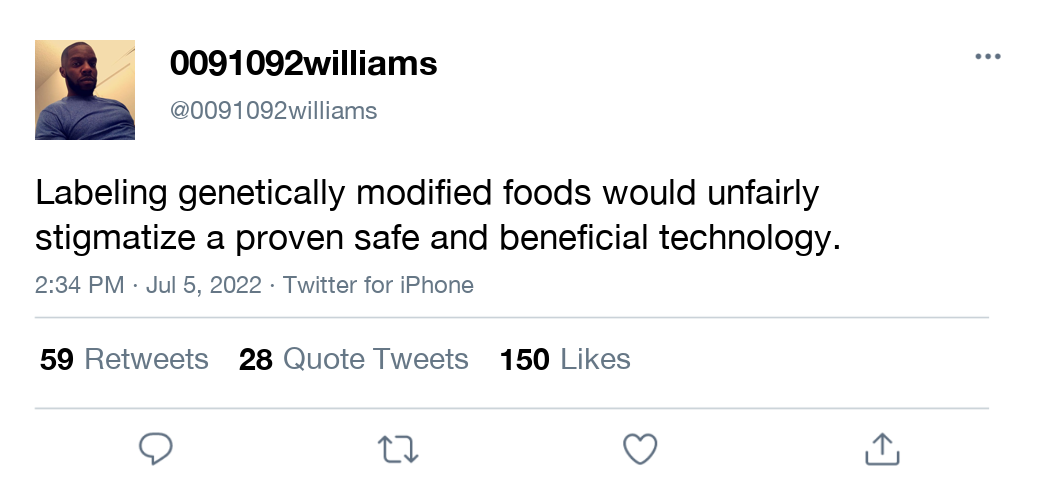 0091092williams
@0091092williams
Labeling genetically modified foods would unfairly
stigmatize a proven safe and beneficial technology.
2:34 PM · Jul 5, 2022 · Twitter for iPhone
59 Retweets 28 Quote Tweets 150 Likes